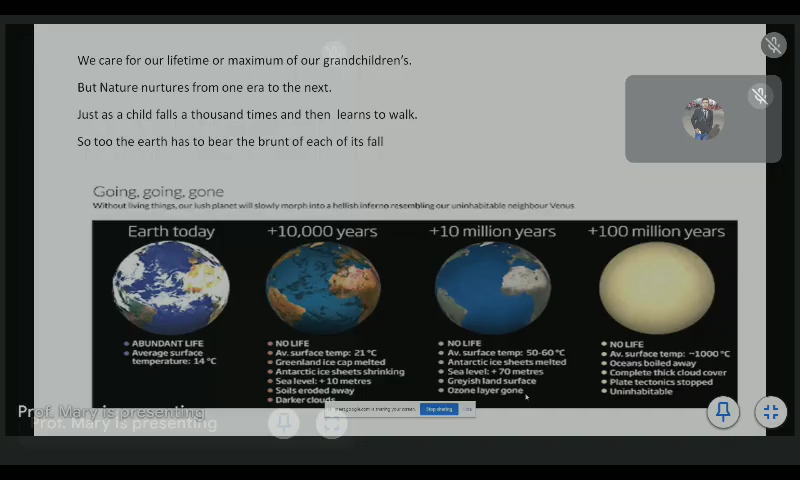 We care for our lifetime or maximum of our grandchildren's.
But Nature nurtures from one era to the next.
Just as a child falls a thousand times and then learns to walk.
So too the earth has to bear the brunt of each of its fall
Going, going, gone
Without living things, our lush planet will slowly morph into a hellish inferno resembling our uninhabitable neighbour Venus
Earth today
ABUNDANT LIFE
Average surface
temperature: 14 °C
+10,000 years
NO LIFE
Av. surface temp: 21 °C
Greenland ice cap melted
Antarctic ice sheets shrinking
Sea level: +10 metres
Soils eroded away
Darker clouds
+10 million years
NO LIFE
Av. surface temp: 50-60 °C
Antarctic ice sheets melted
Sea level: +70 metres
Greyish land surface
Ozone layer gone
+100 million years
NO LIFE
Av. surface temp: ~1000 °C
Oceans boiled away
Complete thick cloud cover
Plate tectonics stopped
Uninhabitable
meet.google.com is sharing your screen.
Stop sharing
Hide
Prof. Mary is presenting
Prof. Mary is presenting